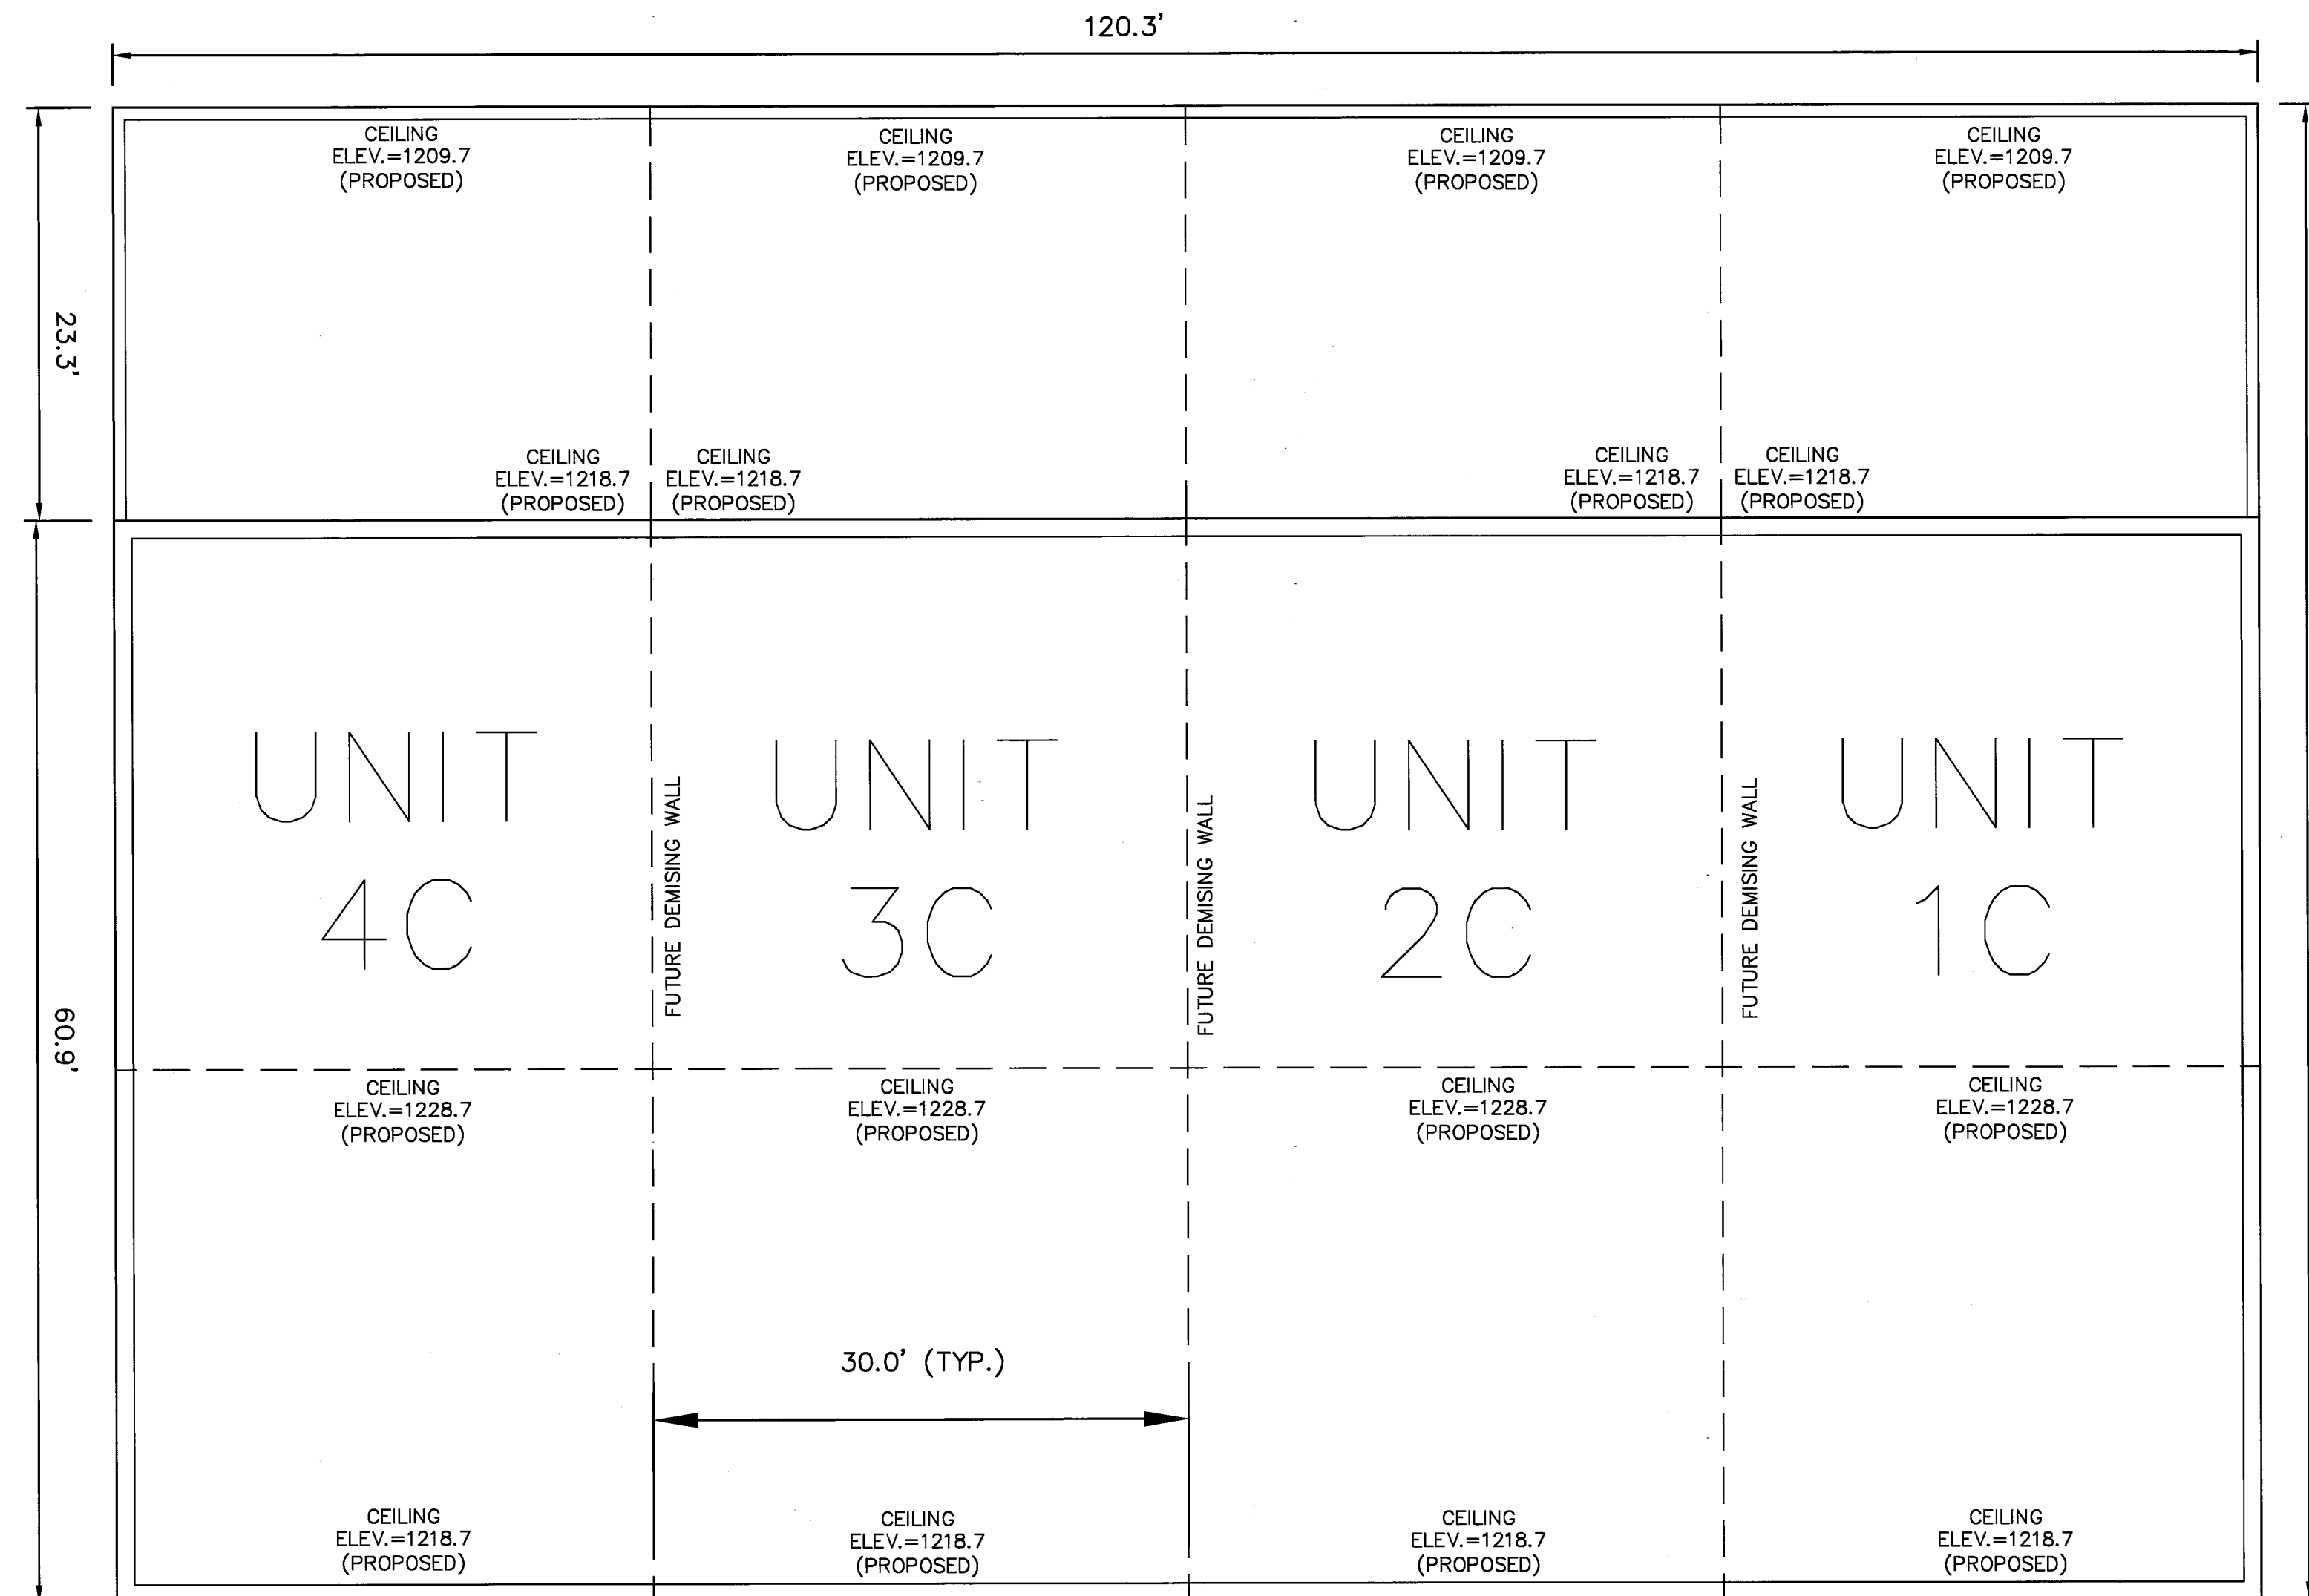 120.3'
CEILING
ELEV.=1209.7
(PROPOSED)
CEILING
ELEV.=1209.7
(PROPOSED)
CEILING
ELEV.=1209.7
(PROPOSED)
CEILING
ELEV.=1209.7
(PROPOSED)
23.3'
CEILING
ELEV.=1218.7
(PROPOSED)
CEILING
ELEV.=1218.7
(PROPOSED)
CEILING
ELEV.=1218.7
(PROPOSED)
CEILING
ELEV.=1218.7
(PROPOSED)
UNIT
4C
FUTURE DEMISING WALL
UNIT
3C
FUTURE DEMISING WALL
UNIT
2C
FUTURE DEMISING WALL
UNIT
1C
60.9'
CEILING
ELEV.=1228.7
(PROPOSED)
CEILING
ELEV.=1228.7
(PROPOSED)
CEILING
ELEV.=1228.7
(PROPOSED)
CEILING
ELEV.=1228.7
(PROPOSED)
30.0' (TYP.)
CEILING
ELEV.=1218.7
(PROPOSED)
CEILING
ELEV.=1218.7
(PROPOSED)
CEILING
ELEV.=1218.7
(PROPOSED)
CEILING
ELEV.=1218.7
(PROPOSED)